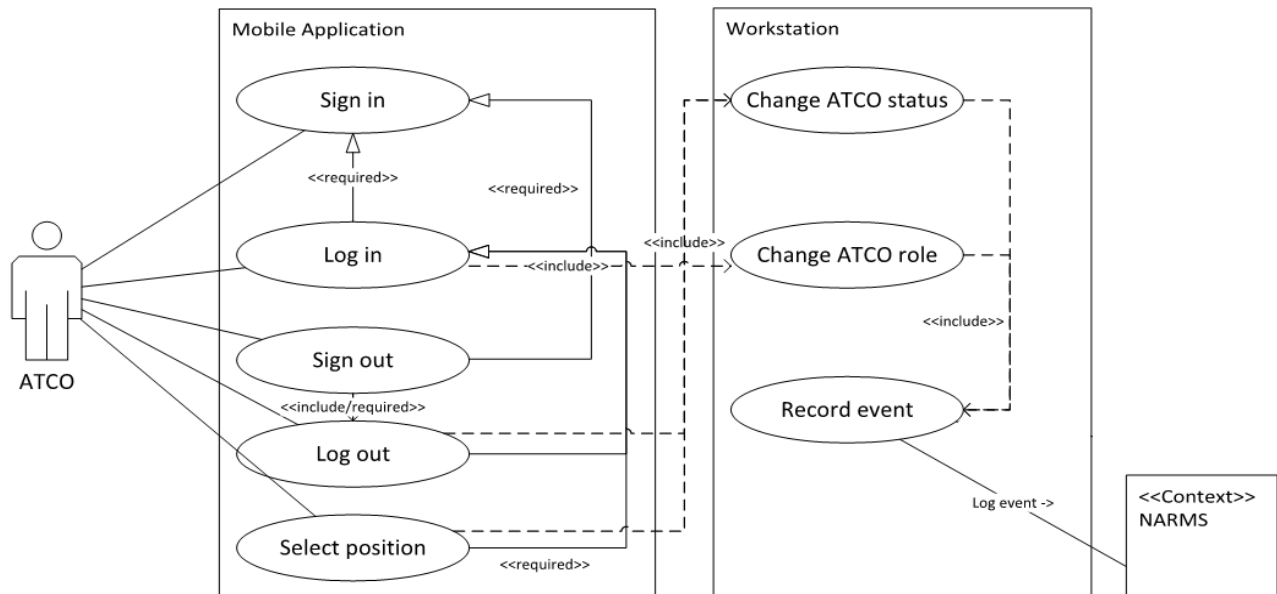 Mobile Application
Workstation
Sign in
Change ATCO status
<<required>>
<<required>>
Log in
<<include>>
<<include>>
Change ATCO role
<<include>>
Sign out
ATCO
<<include/required>>
Record event
Log out
Log event ->
<<Context>>
NARMS
Select position
<<required>>